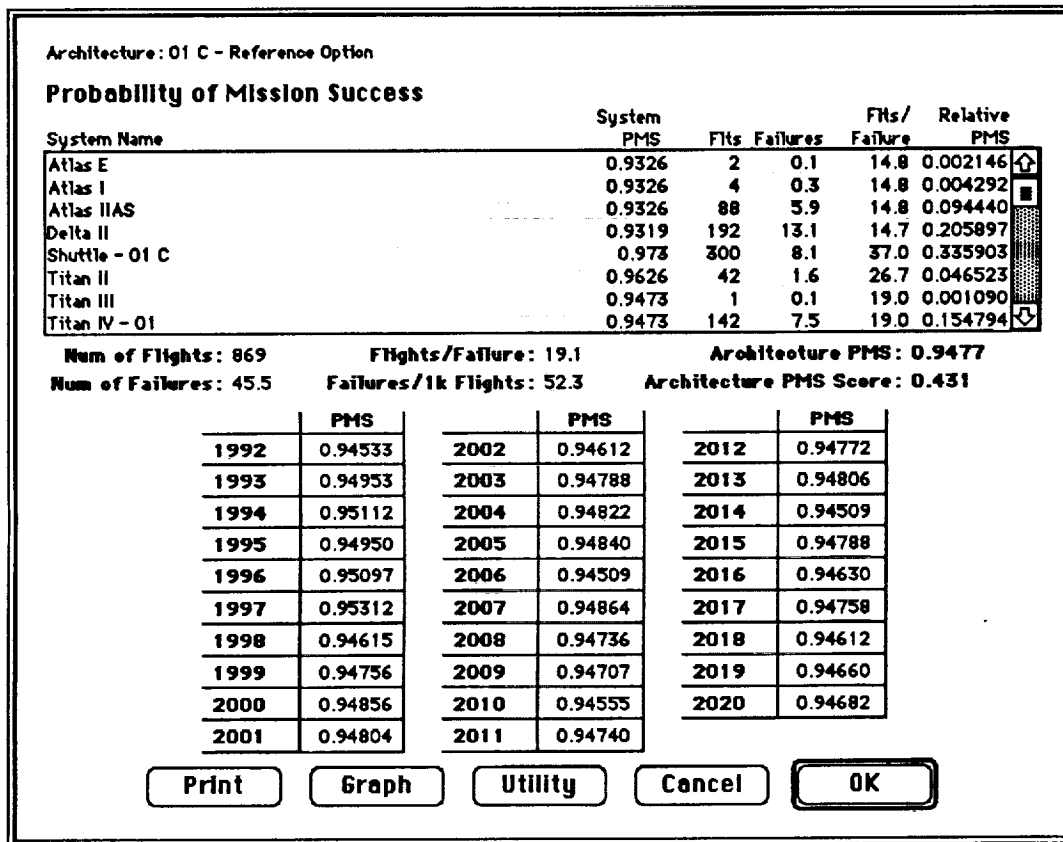 Architecture: 01 C - Reference Option
Probability of Mission Success
System Flts/ Relative
System Name PMS Flts Failures Failure PMS
Atlas E 0.9326 2 0.1 14.8 0.002146
Atlas I 0.9326 4 0.3 14.8 0.004292
Atlas IIAS 0.9326 88 5.9 14.8 0.094440
Delta II 0.9319 192 13.1 14.7 0.205897
Shuttle - 01 C 0.973 300 8.1 37.0 0.335903
Titan II 0.9626 42 1.6 26.7 0.046523
Titan III 0.9473 1 0.1 19.0 0.001090
Titan IV - 01 0.9473 142 7.5 19.0 0.154794
Num of Flights: 869 Flights/Failure: 19.1 Architecture PMS: 0.9477
Num of Failures: 45.5 Failures/1k Flights: 52.3 Architecture PMS Score: 0.431
PMS PMS PMS
1992 0.94533 2002 0.94612 2012 0.94772
1993 0.94953 2003 0.94788 2013 0.94806
1994 0.95112 2004 0.94822 2014 0.94509
1995 0.94950 2005 0.94840 2015 0.94788
1996 0.95097 2006 0.94509 2016 0.94630
1997 0.95312 2007 0.94864 2017 0.94758
1998 0.94615 2008 0.94736 2018 0.94612
1999 0.94756 2009 0.94707 2019 0.94660
2000 0.94856 2010 0.94555 2020 0.94682
2001 0.94804 2011 0.94740
Print Graph Utility Cancel OK